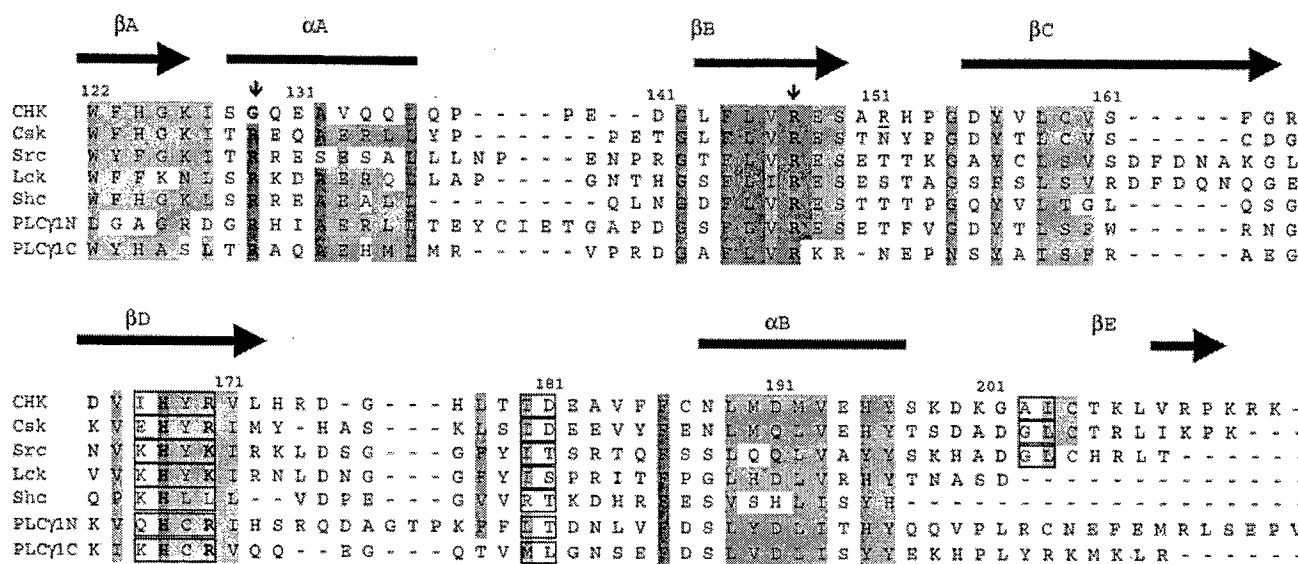 βA αA βB βC
122 131 141 151 161
CHK W F H G K I S G Q E A V Q Q L Q P - - - - - P E - - D G L F L V R E S A R H P G D Y V L C V S - - - - - F G R
Csk W F H G K I T R E Q A E R L L Y P - - - - - P E T G L F L V R E S T N Y P G D Y T L C V S - - - - - C D G
Src W Y F G K I T R R E S E S A L L L N P - - - E N P R G T F L V R E S E T T K G A Y C L S V S D F D N A K G L
Lck W F F K N L S R K D A E R Q L L A P - - - - G N T H G S F L I R E S E S T A G S F S L S V R D F D Q N Q G E
Shc W F H G K L S R R E A E A L L - - - - - - - - Q L N G D F L V R E S T T T P G Q Y V L T G L - - - - - Q S G
PLCγ1N L G A G R D G R H I A E R L L T E Y C I E T G A P D G S F L V R E S E T F V G D Y T L S F W - - - - - R N G
PLCγ1C W Y H A S L T R A Q A E H M L M R - - - - - V P R D G A F L V R K R - N E P N S Y A I S F R - - - - - A E G
βD αB βE
171 181 191 201
CHK D V I H Y R V L H R D - G - - - H L T I D E A V F F C N L M D M V E H Y S K D K G A I C T K L V R P K R K -
Csk K V E H Y R I M Y - H A S - - - K L S I D E E V Y F E N L M Q L V E H Y T S D A D G L C T R L I K P K - - -
Src N V K H Y K I R K L D S G - - - G F Y I T S R T Q F S S L Q Q L V A Y Y S K H A D G L C H R L T - - - - - -
Lck V V K H Y K I R N L D N G - - - G F Y I S P R I T F P G L H D L V R H Y T N A S D - - - - - - - - - - - - -
Shc Q P K H L L L - - V D P E - - - G V V R T K D H R S E S V S H L I S Y H - - - - - - - - - - - - - - - - - -
PLCγ1N K V Q H C R I H S R Q D A G T P K F F L T D N L V F D S L Y D L I T H Y Q Q V P L R C N E F E M R L S E P V
PLCγ1C K I K H C R V Q Q - - E G - - - Q T V M L G N S E F D S L V D L I S Y Y E K H P L Y R K M K L R - - - - - -